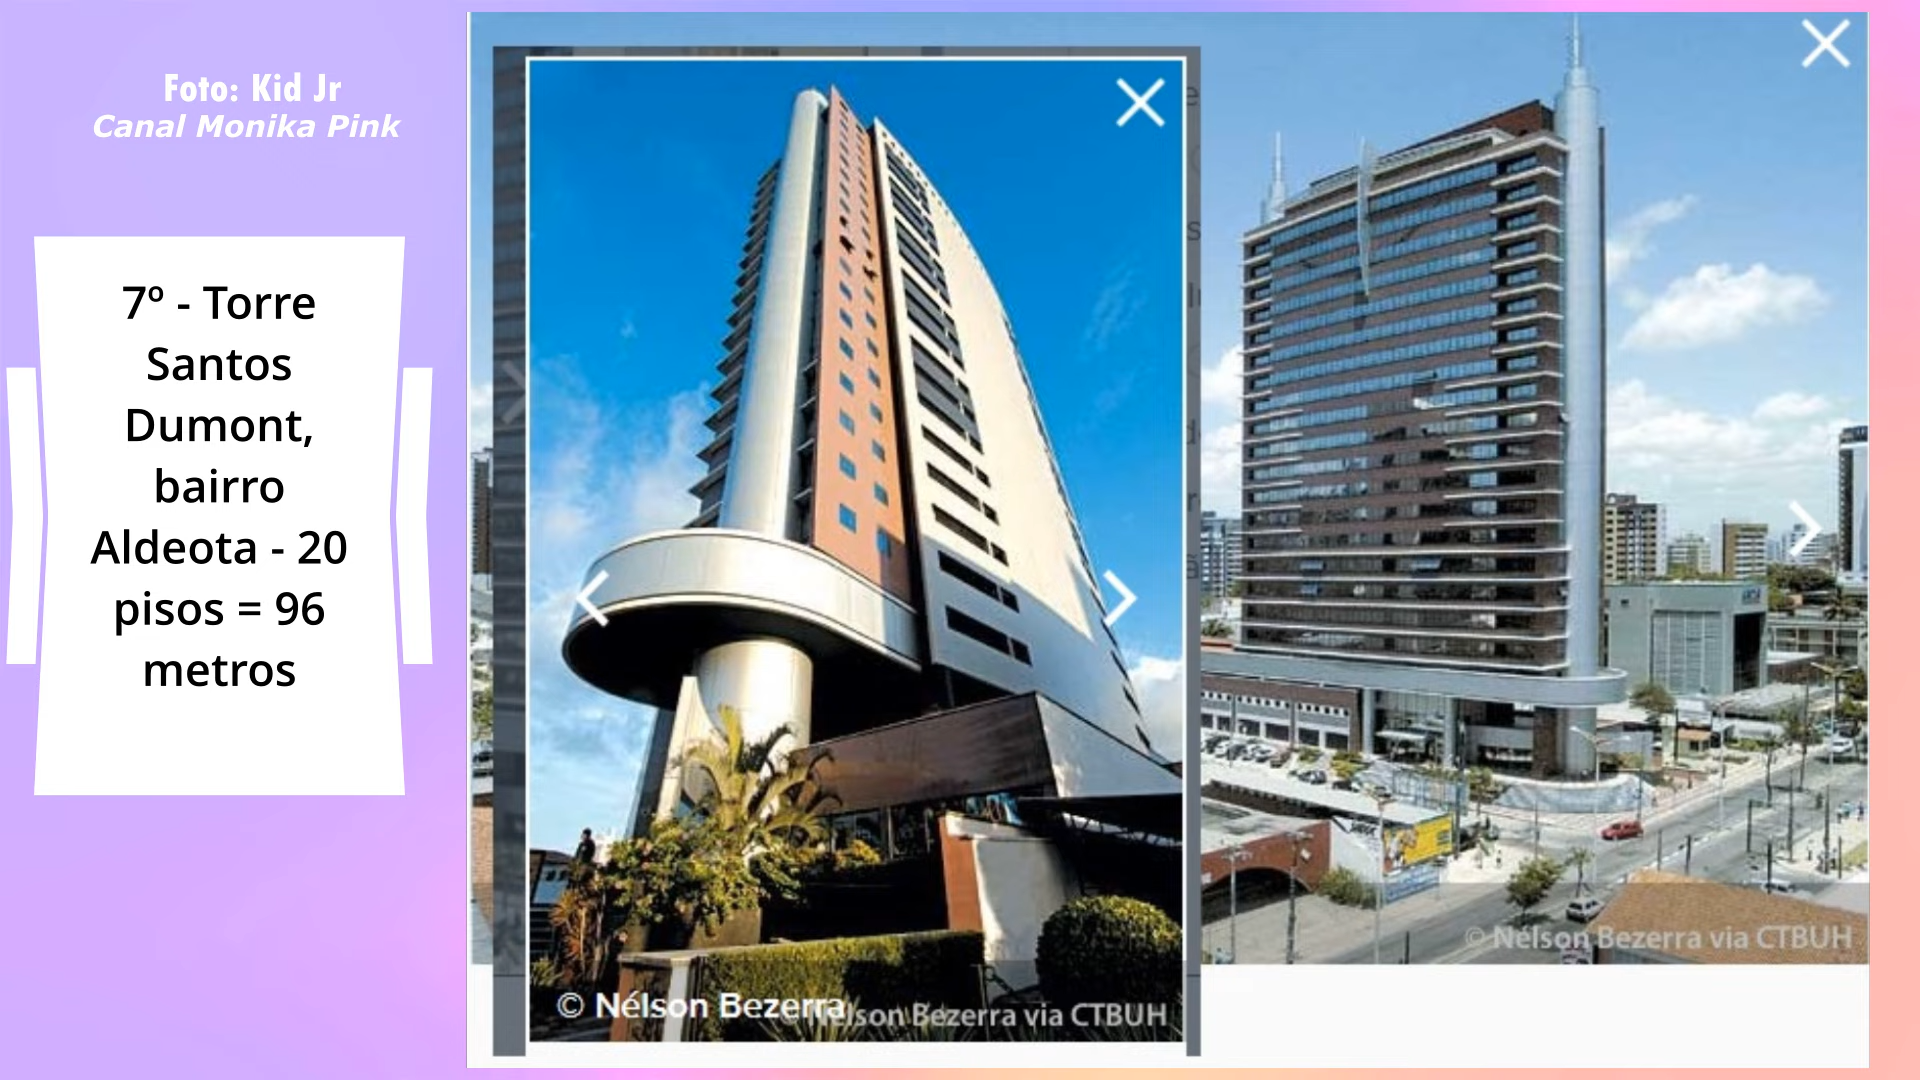 Foto: Kid Jr
Canal Monika Pink
7º - Torre
Santos
Dumont,
bairro
Aldeota - 20
pisos = 96
metros
© Nélson Bezerra
Nélson Bezerra via CTBUH
© Nélson Bezerra via CTBUH